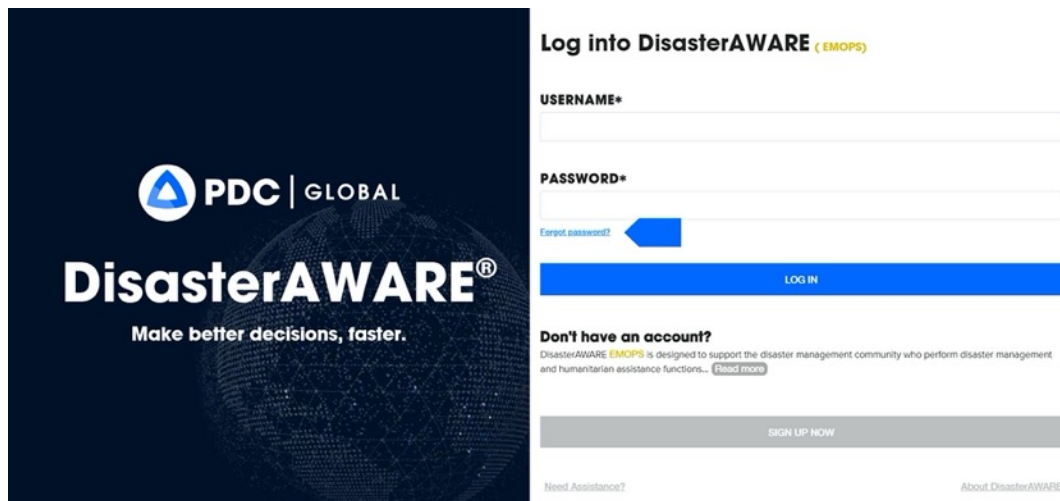 PDC | GLOBAL
DisasterAWARE®
Make better decisions, faster.
Log into DisasterAWARE ( EMOPS)
USERNAME*
PASSWORD*
Forgot password?
LOG IN
Don't have an account?
DisasterAWARE EMOPS is designed to support the disaster management community who perform disaster management
and humanitarian assistance functions... Read more
SIGN UP NOW
Need Assistance?
About DisasterAWARE